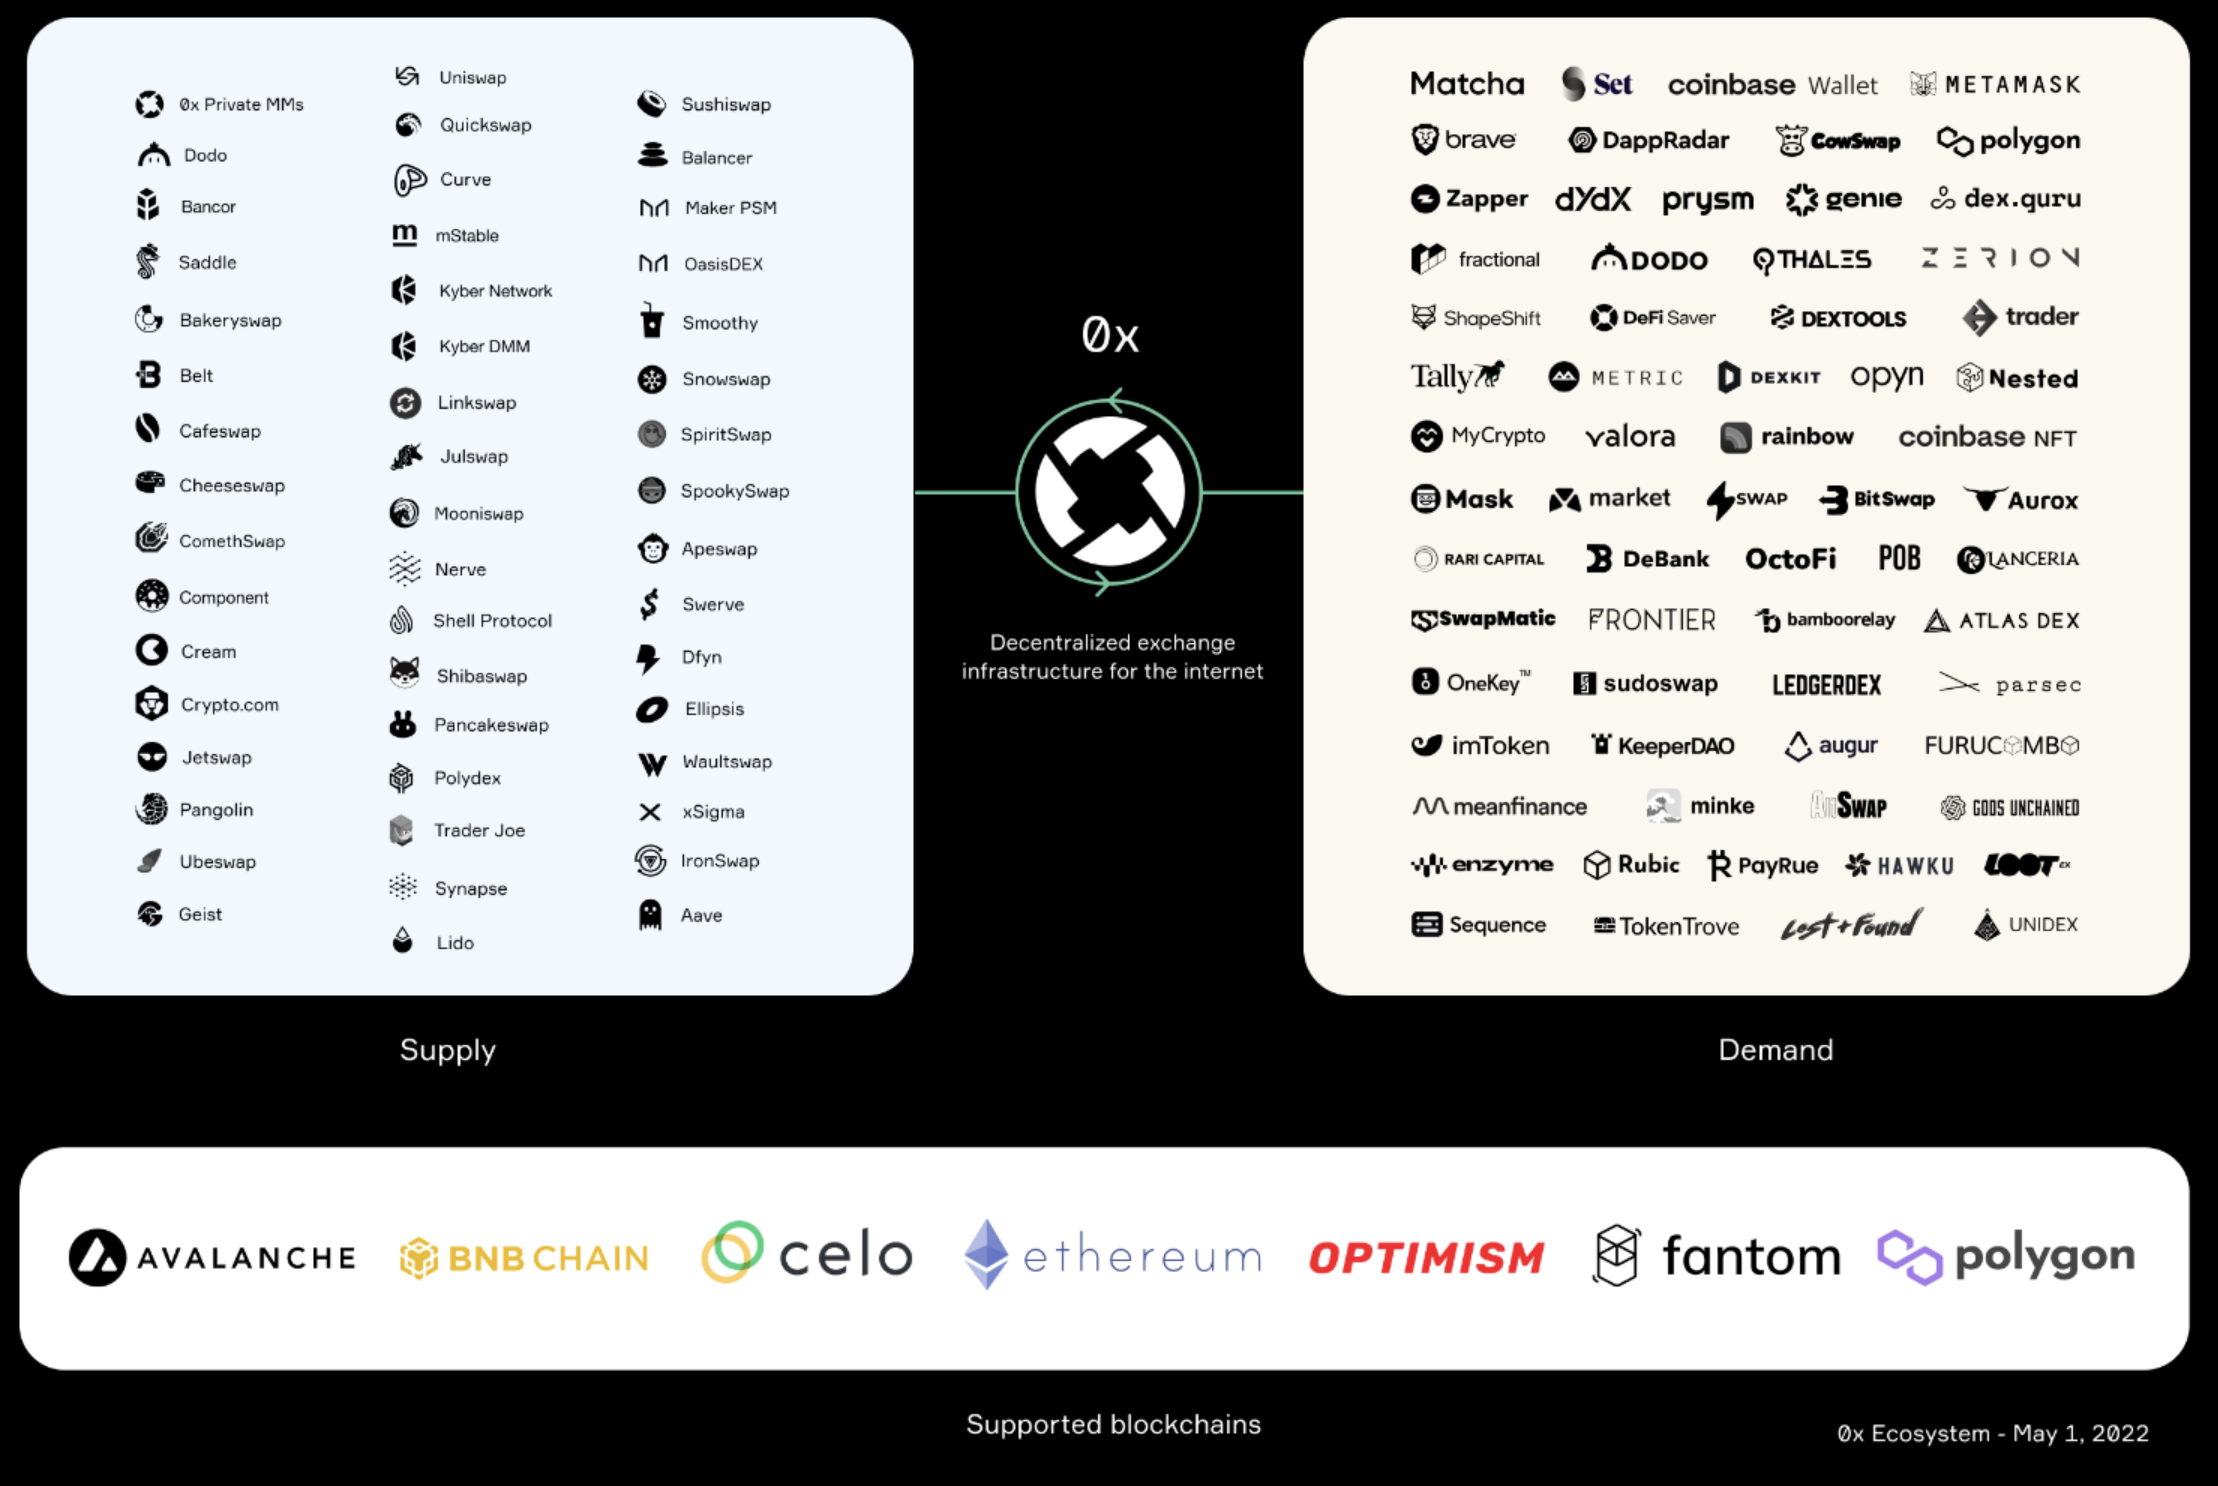 0x Private MMs
Dodo
Bancor
Saddle
Bakeryswap
Belt
Cafeswap
Cheeseswap
ComethSwap
Component
Cream
Crypto.com
Jetswap
Pangolin
Ubeswap
Geist
Uniswap
Quickswap
Curve
mStable
Kyber Network
Kyber DMM
Linkswap
Julswap
Mooniswap
Nerve
Shell Protocol
Shibaswap
Pancakeswap
Polydex
Trader Joe
Synapse
Lido
Sushiswap
Balancer
Maker PSM
OasisDEX
Smoothy
Snowswap
SpiritSwap
SpookySwap
Apeswap
Swerve
Dfyn
Ellipsis
Waultswap
xSigma
IronSwap
Aave
Supply
0x
Decentralized exchange
infrastructure for the internet
Matcha Set coinbase Wallet METAMASK
brave DappRadar CowSwap polygon
Zapper dYdX prysm genie dex.guru
fractional DODO THALES ZERION
ShapeShift DeFi Saver DEXTOOLS trader
Tally METRIC DEXKIT opyn Nested
MyCrypto valora rainbow coinbase NFT
Mask market SWAP BitSwap Aurox
RARI CAPITAL DeBank OctoFi POB LANCERIA
SwapMatic FRONTIER bamboorelay ATLAS DEX
OneKey™ sudoswap LEDGERDEX parsec
imToken KeeperDAO augur FURUCOMBO
meanfinance minke AllSwap GODS UNCHAINED
enzyme Rubic PayRue HAWKU LOOT EX
Sequence TokenTrove Lost+Found UNIDEX
Demand
AVALANCHE BNB CHAIN celo ethereum OPTIMISM fantom polygon
Supported blockchains
0x Ecosystem - May 1, 2022